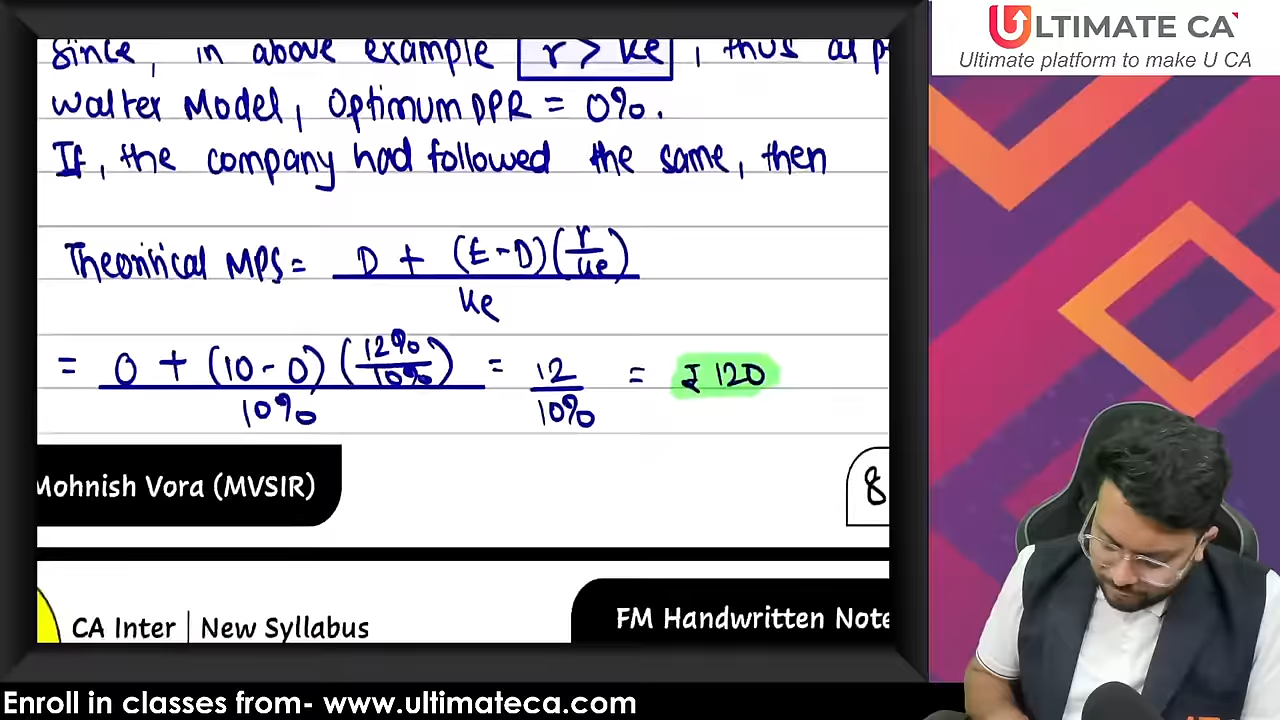 Since, in above example r > Ke, thus as p
Walter Model, Optimum DPR = 0%.
If, the company had followed the same, then
Theoritical MPS = D + (E - D) (r/Ke)
Ke
= 0 + (10 - 0) (12%/10%) = 12 = ₹ 120
10% 10%
Mohnish Vora (MVSIR)
8
CA Inter | New Syllabus
FM Handwritten Note
ULTIMATE CA
Ultimate platform to make U CA
Enroll in classes from- www.ultimateca.com